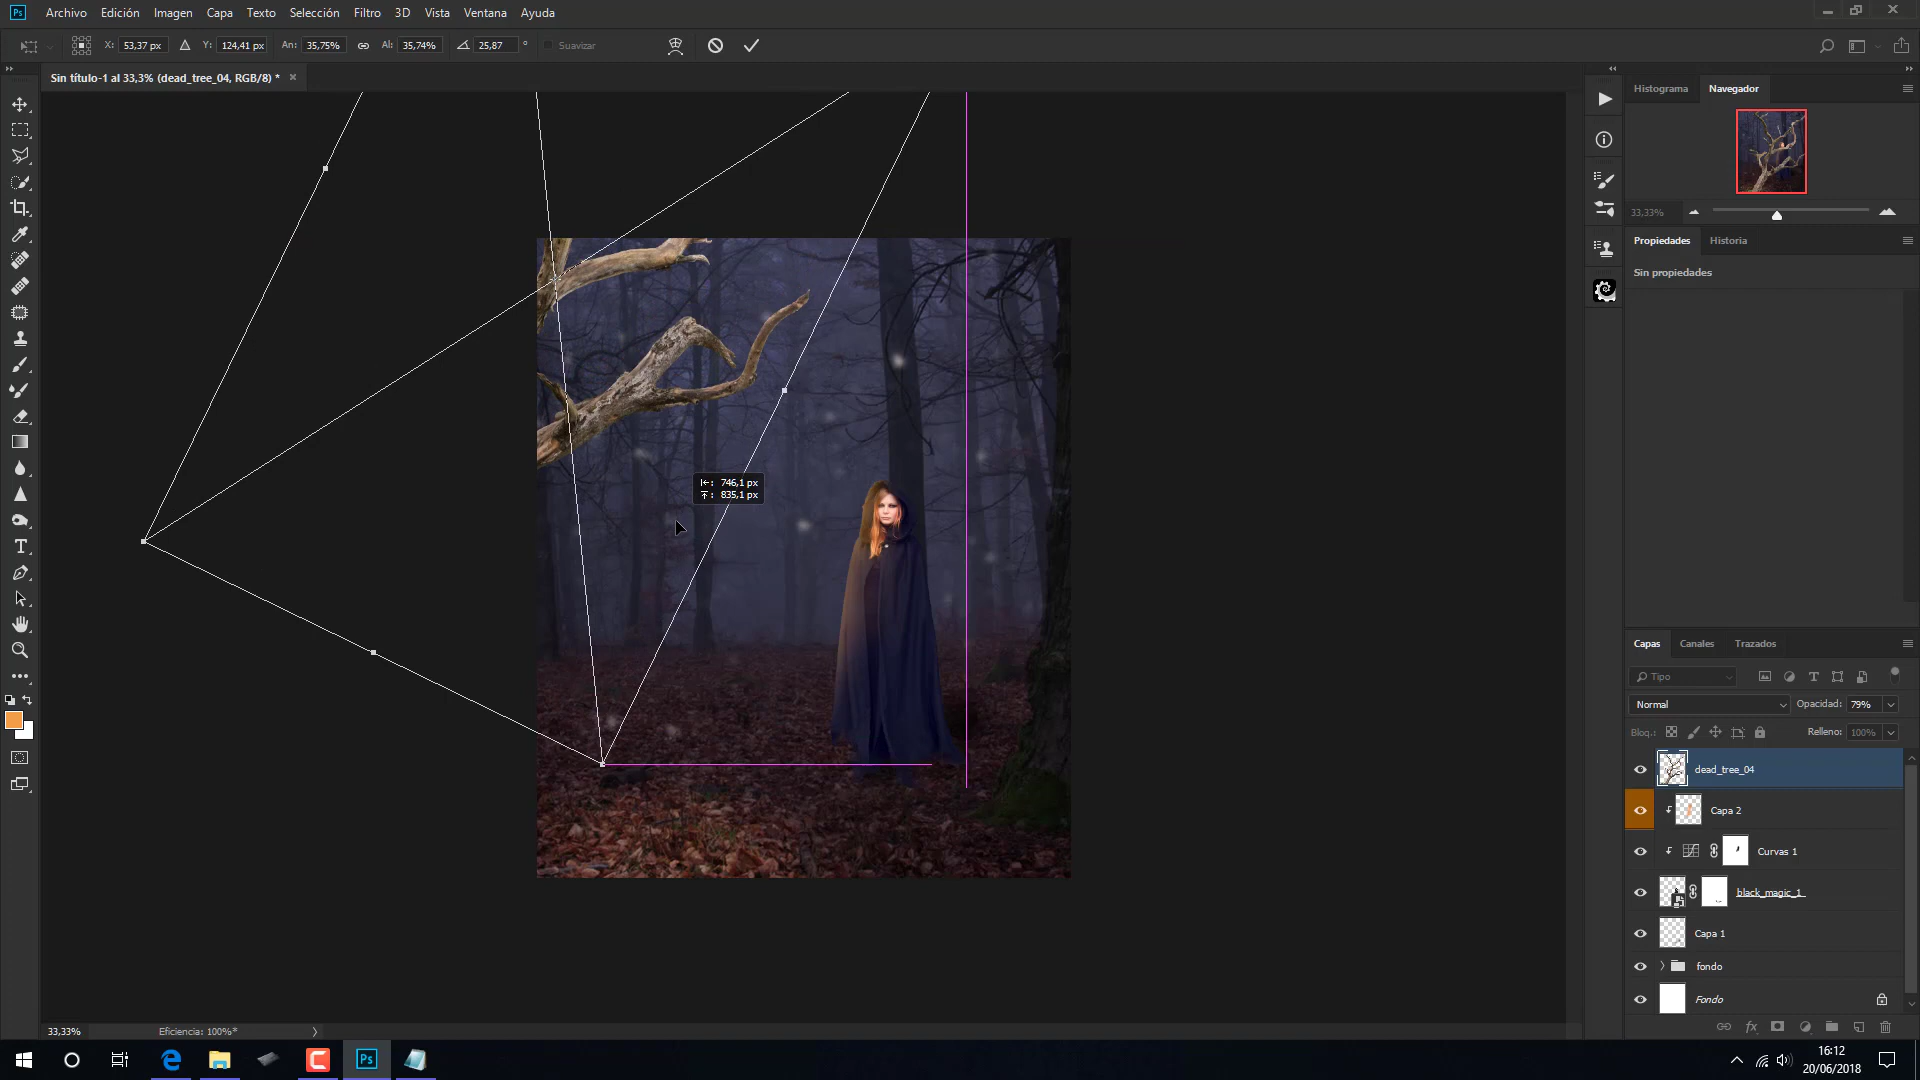 Ps Archivo Edición Imagen Capa Texto Selección Filtro 3D Vista Ventana Ayuda
X: 53,37 px Y: 124,41 px An: 35,75% Al: 35,74% 25,87 ° Suavizar
Sin título-1 al 33,3% (dead_tree_04, RGB/8) * ×
Histograma Navegador
33,33%
Propiedades Historia
Sin propiedades
746,1 px
835,1 px
Capas Canales Trazados
Tipo
Normal Opacidad: 79%
Bloq.: Relleno: 100%
dead_tree_04
Capa 2
Curvas 1
black_magic_1_
Capa 1
fondo
Fondo
33,33% Eficiencia: 100%*
Ps
16:12
20/06/2018